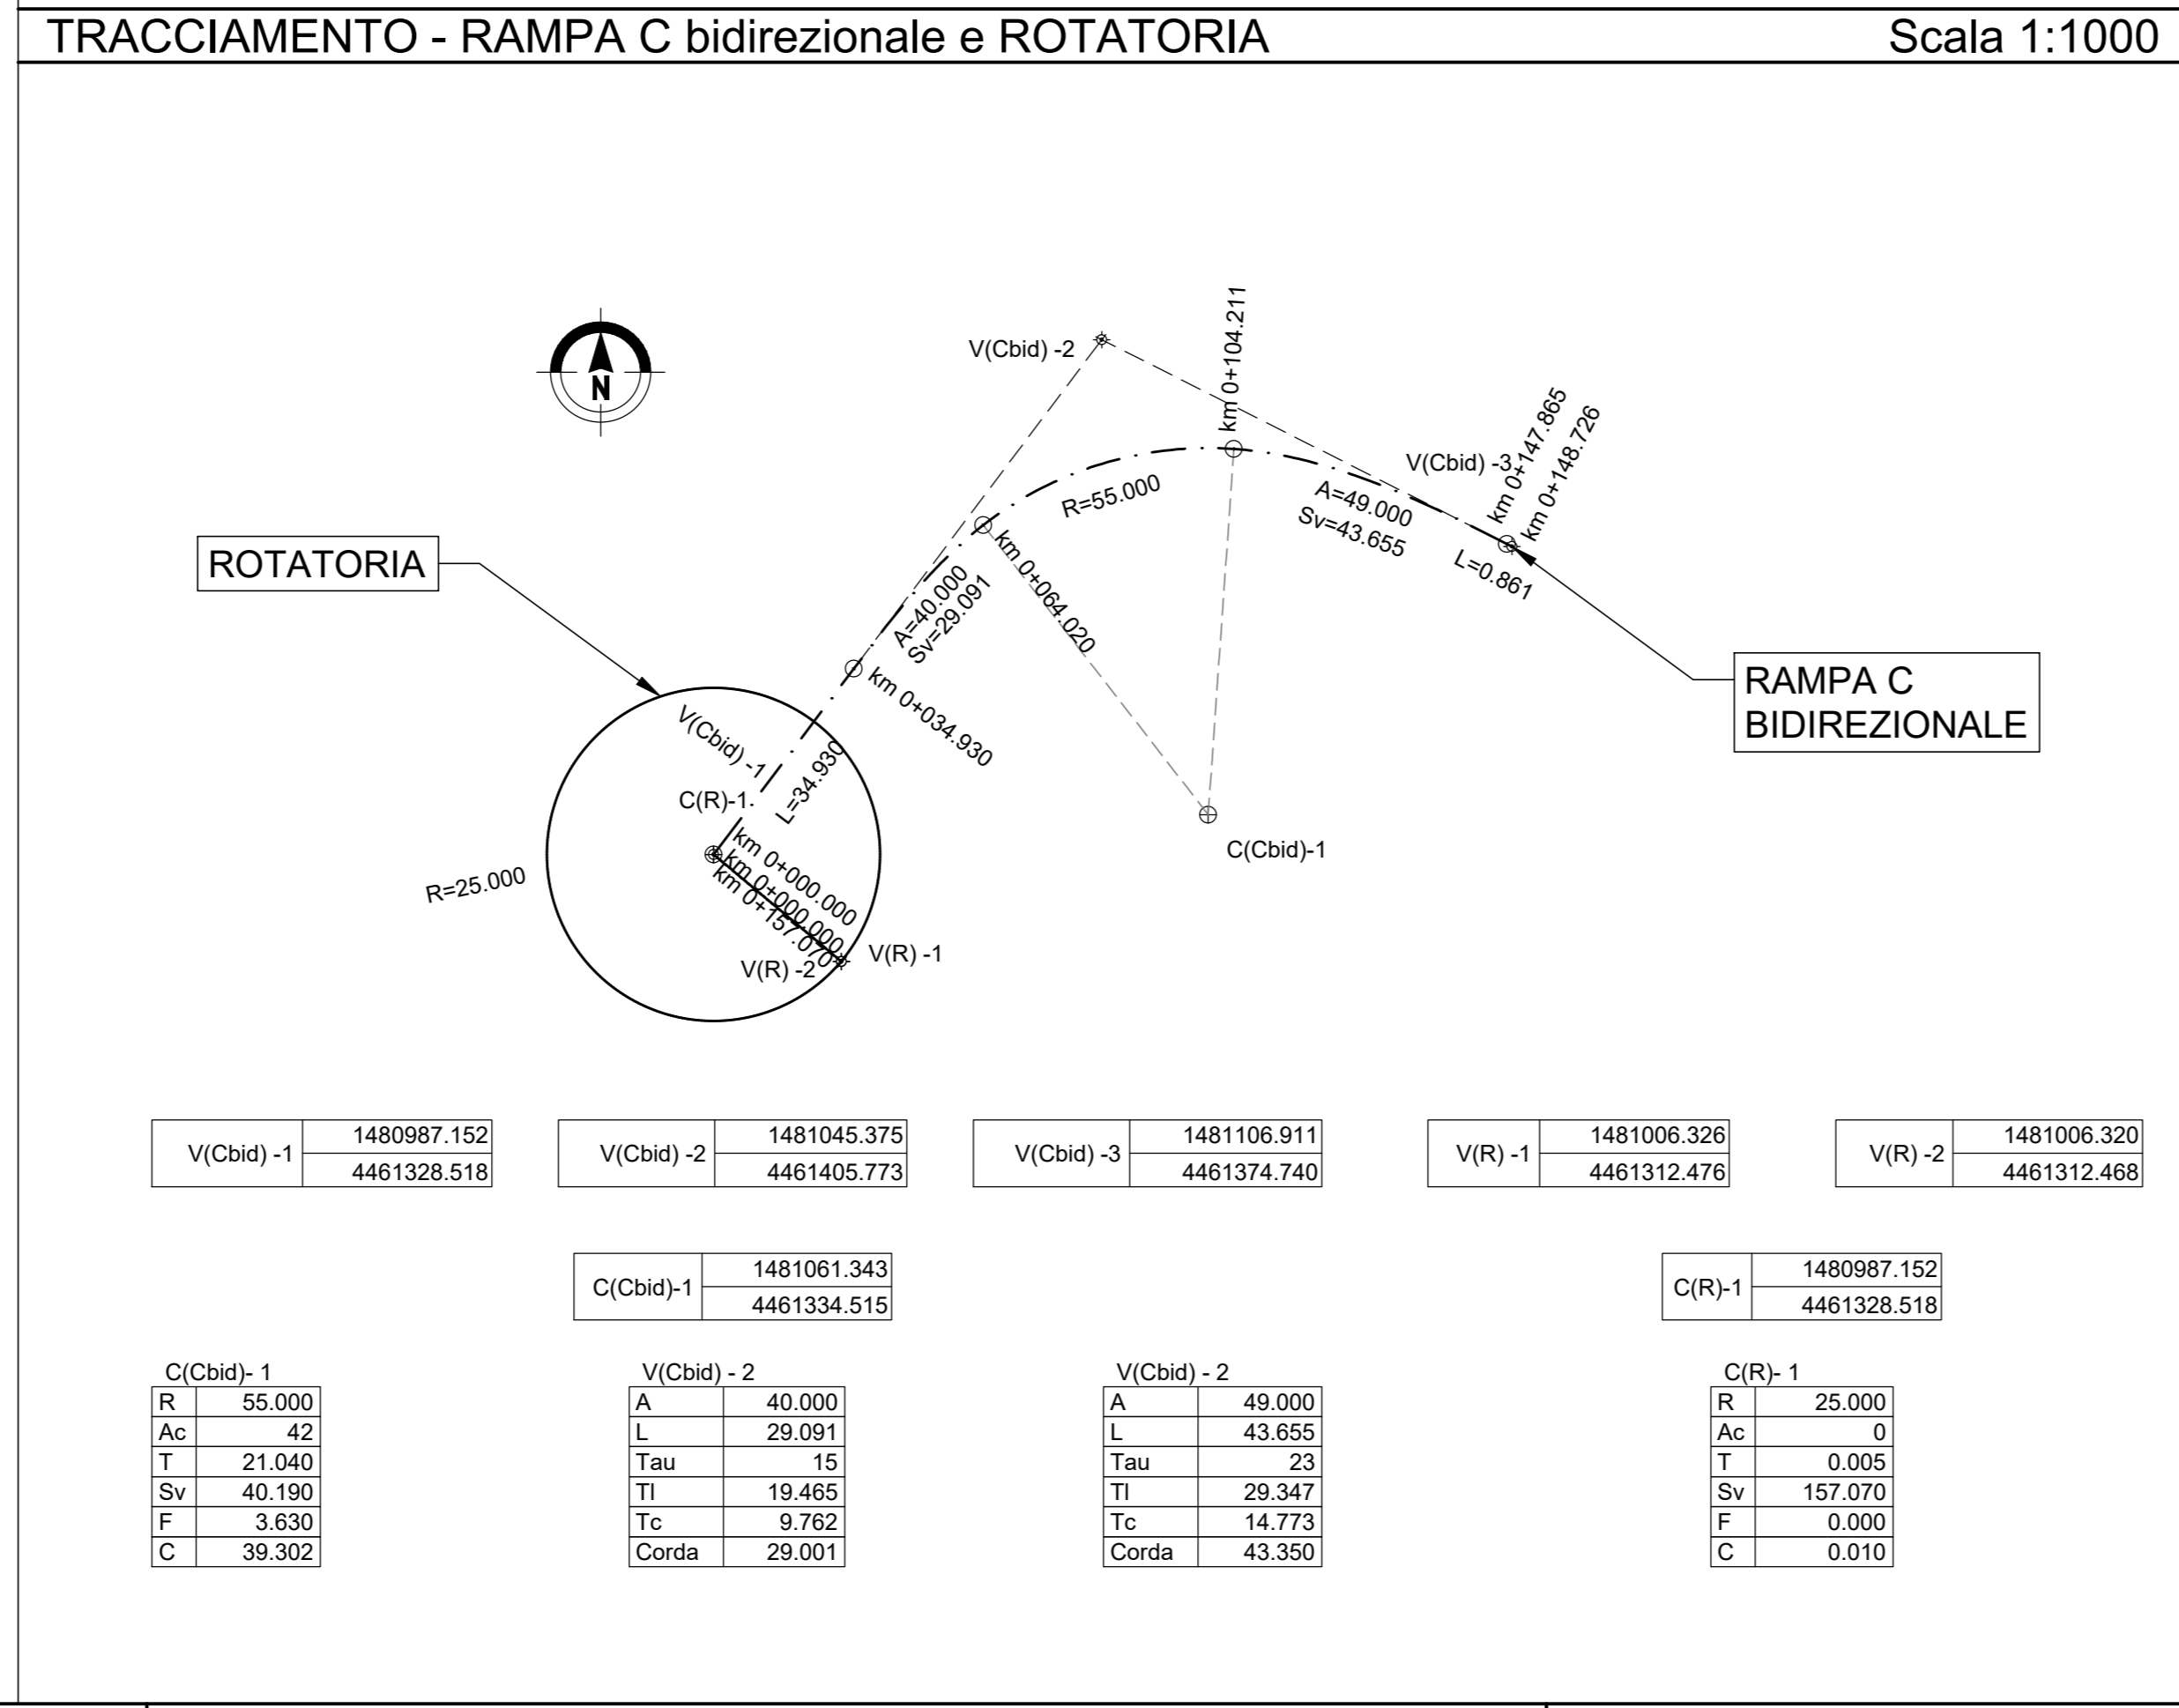 TRACCIAMENTO - RAMPA C bidirezionale e ROTATORIA
Scala 1:1000
N
V(Cbid) -2
km 0+104.211
V(Cbid) -3
km 0+147.865
km 0+148.726
R=55.000
A=49.000
Sv=43.655
L=0.861
ROTATORIA
km 0+064.020
A=40.000
Sv=29.091
km 0+034.930
RAMPA C
BIDIREZIONALE
V(Cbid) -1
L=34.930
C(R)-1
C(Cbid)-1
R=25.000
km 0+000.000
km 0+000.000
km 0+157.070
V(R) -1
V(R) -2
V(Cbid) -1
1480987.152
4461328.518
V(Cbid) -2
1481045.375
4461405.773
V(Cbid) -3
1481106.911
4461374.740
V(R) -1
1481006.326
4461312.476
V(R) -2
1481006.320
4461312.468
C(Cbid)-1
1481061.343
4461334.515
C(R)-1
1480987.152
4461328.518
C(Cbid)- 1
R 55.000
Ac 42
T 21.040
Sv 40.190
F 3.630
C 39.302
V(Cbid) - 2
A 40.000
L 29.091
Tau 15
Tl 19.465
Tc 9.762
Corda 29.001
V(Cbid) - 2
A 49.000
L 43.655
Tau 23
Tl 29.347
Tc 14.773
Corda 43.350
C(R)- 1
R 25.000
Ac 0
T 0.005
Sv 157.070
F 0.000
C 0.010